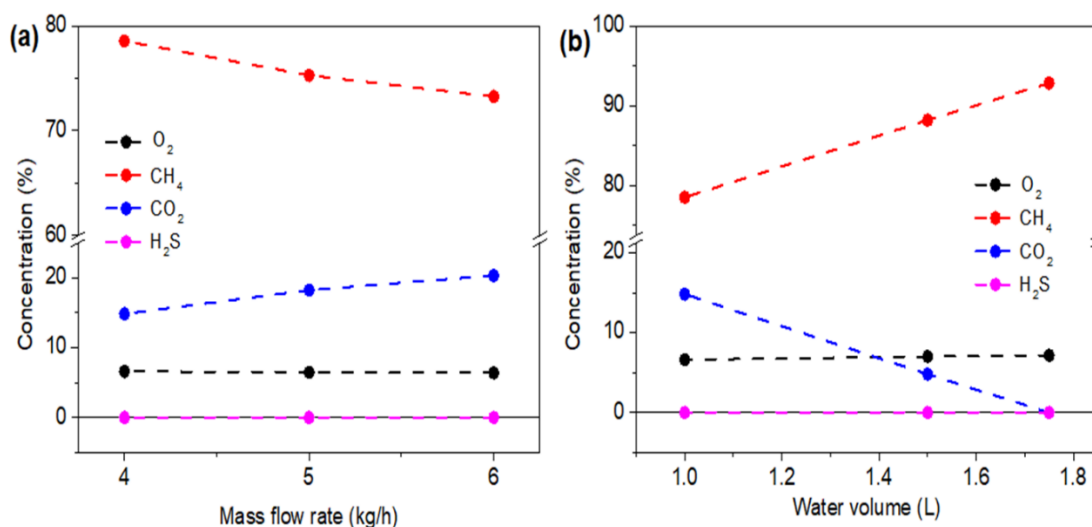 (a)
80
70
60
20
10
0
Concentration (%)
O₂
CH₄
CO₂
H₂S
4 5 6
Mass flow rate (kg/h)
(b)
100
90
80
20
15
10
5
0
Concentration (%)
O₂
CH₄
CO₂
H₂S
1.0 1.2 1.4 1.6 1.8
Water volume (L)